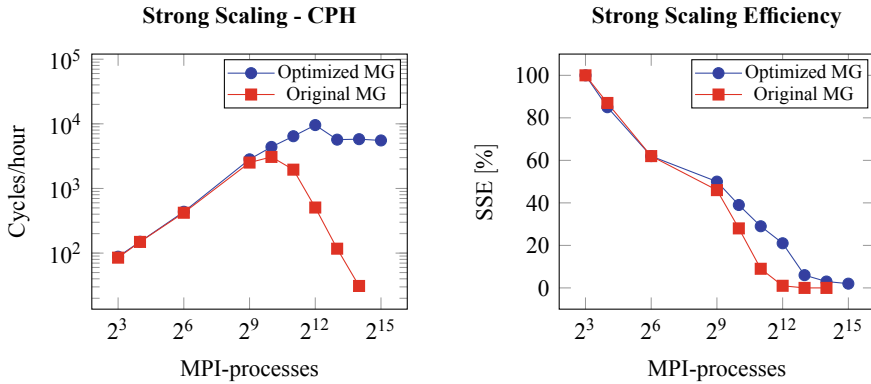 Strong Scaling - CPH
Cycles/hour
10^5
10^4
10^3
10^2
Optimized MG
Original MG
2^3
2^6
2^9
2^12
2^15
MPI-processes
Strong Scaling Efficiency
SSE [%]
100
80
60
40
20
0
Optimized MG
Original MG
2^3
2^6
2^9
2^12
2^15
MPI-processes